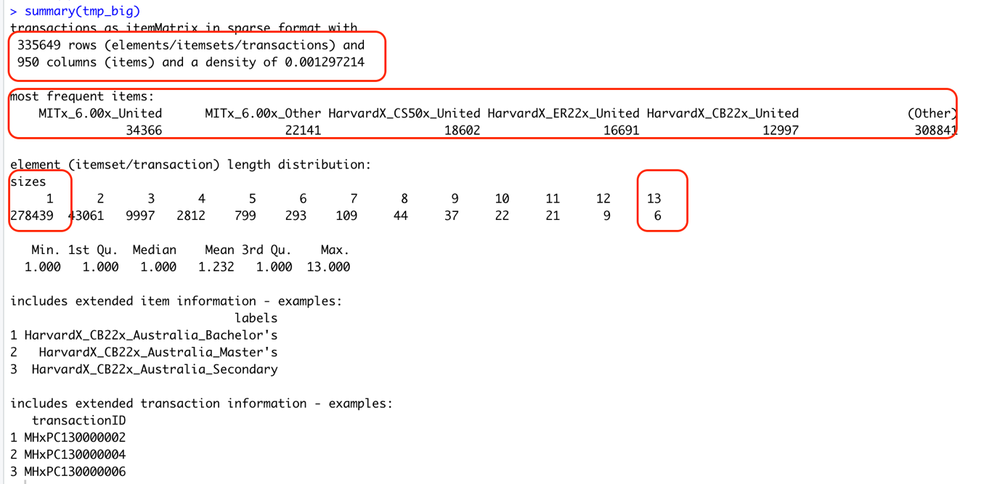 > summary(tmp_big)
transactions as itemMatrix in sparse format with
335649 rows (elements/itemsets/transactions) and
950 columns (items) and a density of 0.001297214
most frequent items:
MITx_6.00x_United MITx_6.00x_Other HarvardX_CS50x_United HarvardX_ER22x_United HarvardX_CB22x_United (Other)
34366 22141 18602 16691 12997 308841
element (itemset/transaction) length distribution:
sizes
1 2 3 4 5 6 7 8 9 10 11 12 13
278439 43061 9997 2812 799 293 109 44 37 22 21 9 6
Min. 1st Qu. Median Mean 3rd Qu. Max.
1.000 1.000 1.000 1.232 1.000 13.000
includes extended item information - examples:
labels
1 HarvardX_CB22x_Australia_Bachelor's
2 HarvardX_CB22x_Australia_Master's
3 HarvardX_CB22x_Australia_Secondary
includes extended transaction information - examples:
transactionID
1 MHxPC130000002
2 MHxPC130000004
3 MHxPC130000006